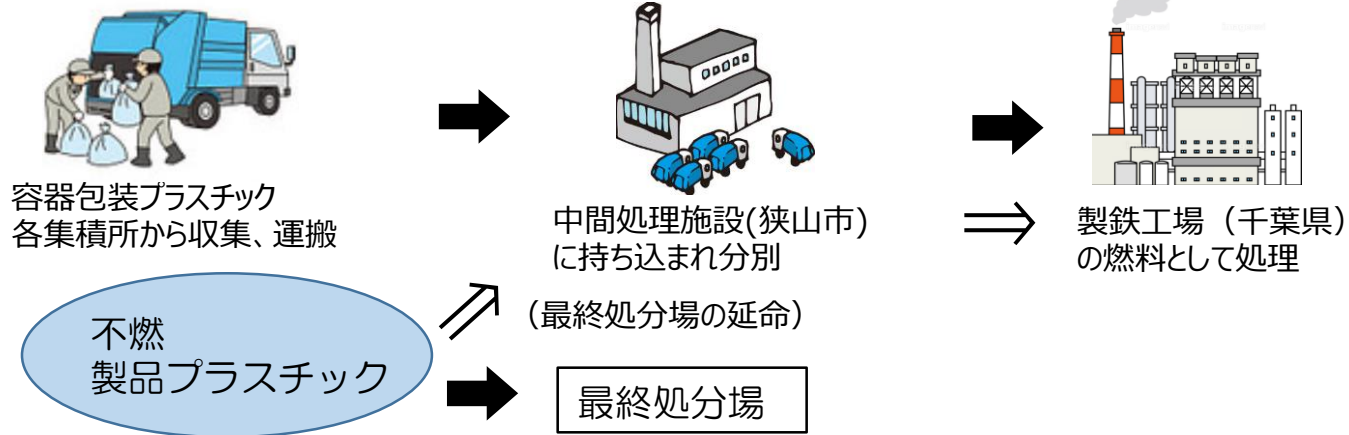 容器包装プラスチック
各集積所から収集、運搬
中間処理施設(狭山市)
に持ち込まれ分別
製鉄工場（千葉県）
の燃料として処理
（最終処分場の延命）
不燃
製品プラスチック
最終処分場